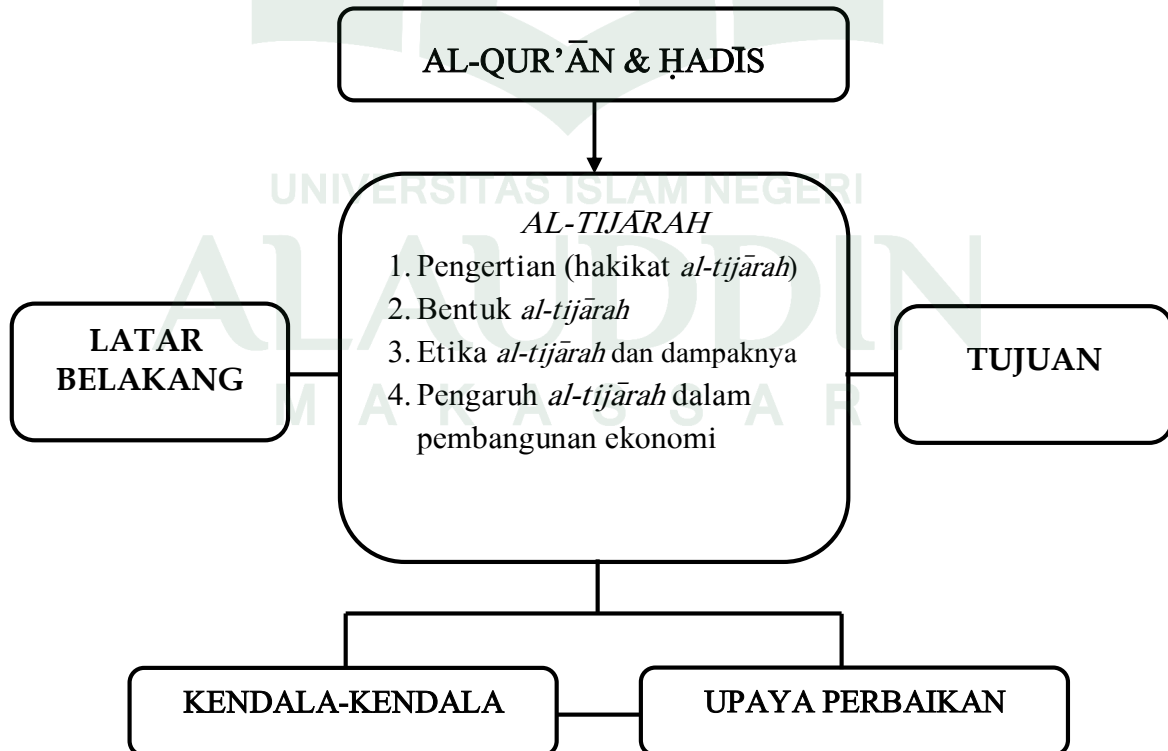 AL-QUR’ĀN & ḤADĪS
UNIVERSITAS ISLAM NEGERI
ALAUDDIN
MAKASSAR
AL-TIJĀRAH
1. Pengertian (hakikat al-tijārah)
2. Bentuk al-tijārah
3. Etika al-tijārah dan dampaknya
4. Pengaruh al-tijārah dalam
pembangunan ekonomi
LATAR
BELAKANG
TUJUAN
KENDALA-KENDALA
UPAYA PERBAIKAN